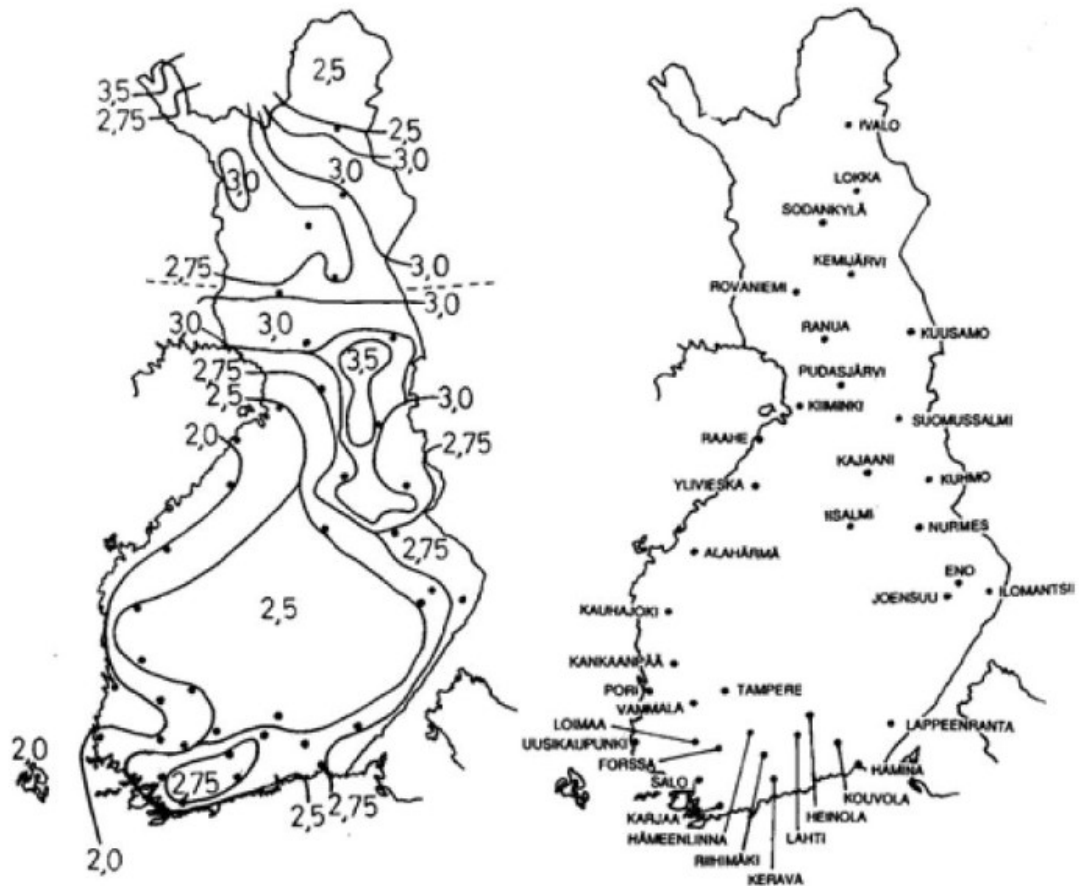 2,5
3,5
2,75
2,5
3,0
3,0
3,0
3,0
2,75
3,0
3,0
3,0
3,5
2,75
2,5
3,0
2,0
2,75
2,75
2,5
2,0
2,75
2,5
2,75
2,0
IVALO
LOKKA
SODANKYLÄ
KEMIJÄRVI
ROVANIEMI
RANUA
KUUSAMO
PUDASJÄRVI
KIIMINKI
SUOMUSSALMI
RAAHE
KAJAANI
YLIVIESKA
KUHMO
IISALMI
NURMES
ALAHÄRMÄ
ENO
JOENSUU
ILOMANTSI
KAUHAJOKI
KANKAANPÄÄ
PORI
TAMPERE
VAMMALA
LOIMAA
LAPPEENRANTA
UUSIKAUPUNKI
FORSSA
HAMINA
SALO
KOUVOLA
KARJAA
HEINOLA
HÄMEENLINNA
LAHTI
RIIHIMÄKI
KERAVA